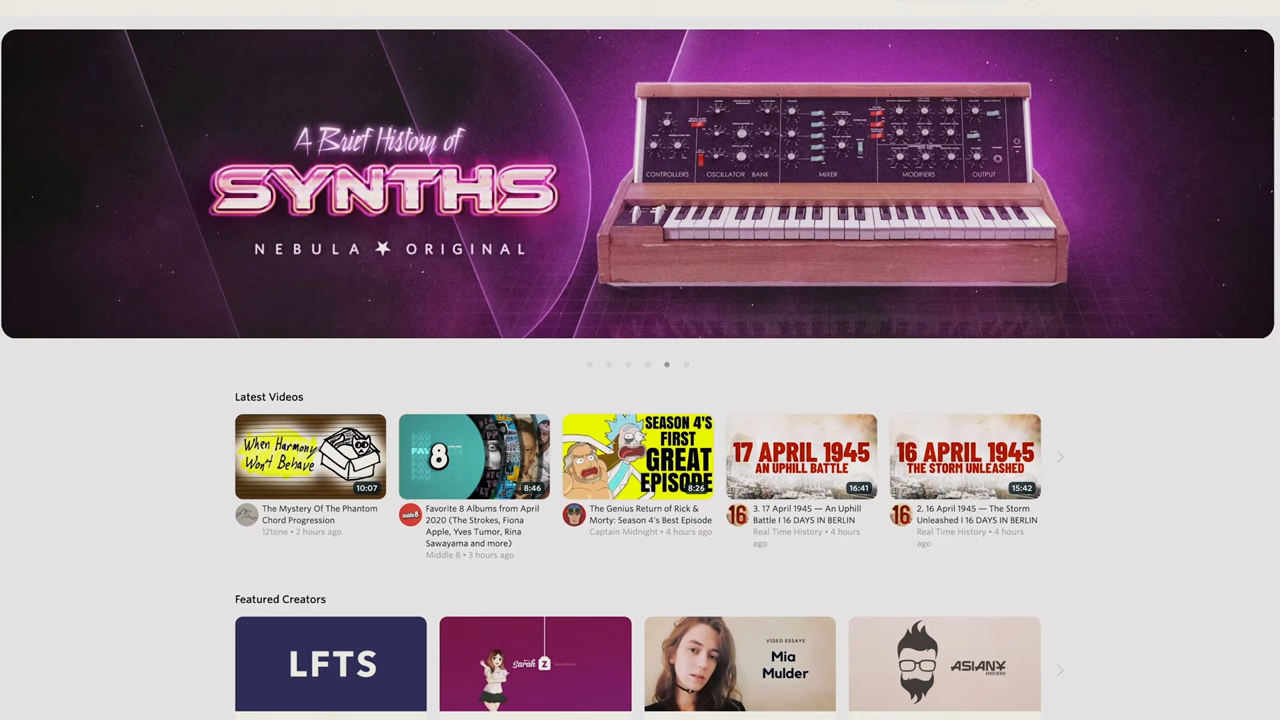 A Brief History of
SYNTHS
NEBULA ORIGINAL
CONTROLLERS OSCILLATOR BANK MIXER MODIFIERS OUTPUT
Latest Videos
When Harmony
Won't Behave
10:07
FAV
8
8:46
SEASON 4'S
FIRST
GREAT
EPISODE
8:26
17 APRIL 1945
AN UPHILL BATTLE
16:41
16 APRIL 1945
THE STORM UNLEASHED
15:42
The Mystery Of The Phantom
Chord Progression
12tone • 2 hours ago
middle 8
Favorite 8 Albums from April
2020 (The Strokes, Fiona
Apple, Yves Tumor, Rina
Sawayama and more)
Middle 8 • 3 hours ago
The Genius Return of Rick &
Morty: Season 4's Best Episode
Captain Midnight • 4 hours ago
16
3. 17 April 1945 — An Uphill
Battle I 16 DAYS IN BERLIN
Real Time History • 4 hours
ago
16
2. 16 April 1945 — The Storm
Unleashed I 16 DAYS IN BERLIN
Real Time History • 4 hours
ago
Featured Creators
LFTS
Sarah Z
VIDEO ESSAYS
Mia
Mulder